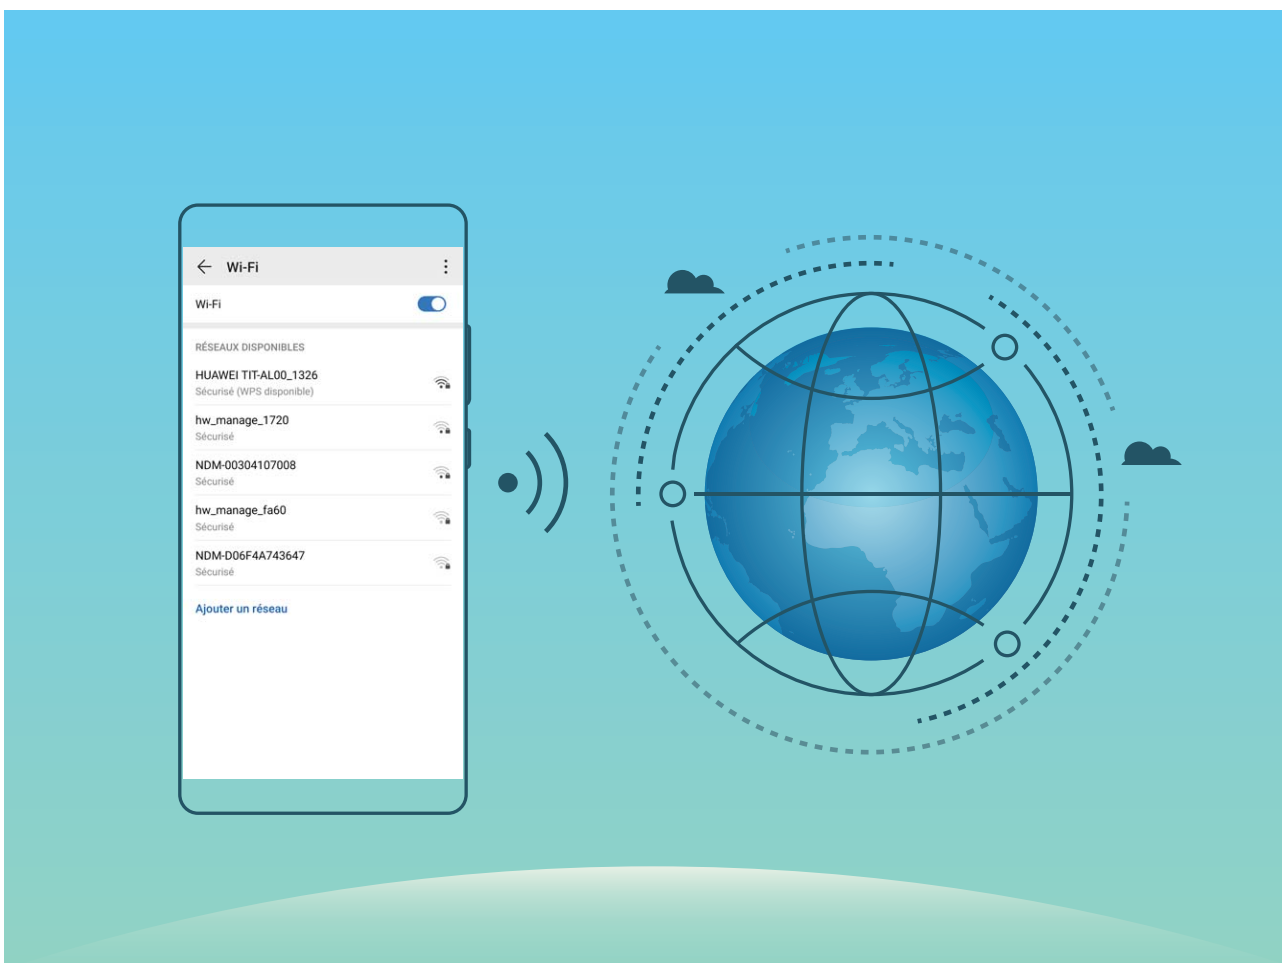 Wi-Fi
Wi-Fi
RÉSEAUX DISPONIBLES
HUAWEI TIT-AL00_1326
Sécurisé (WPS disponible)
hw_manage_1720
Sécurisé
NDM-00304107008
Sécurisé
hw_manage_fa60
Sécurisé
NDM-D06F4A743647
Sécurisé
Ajouter un réseau